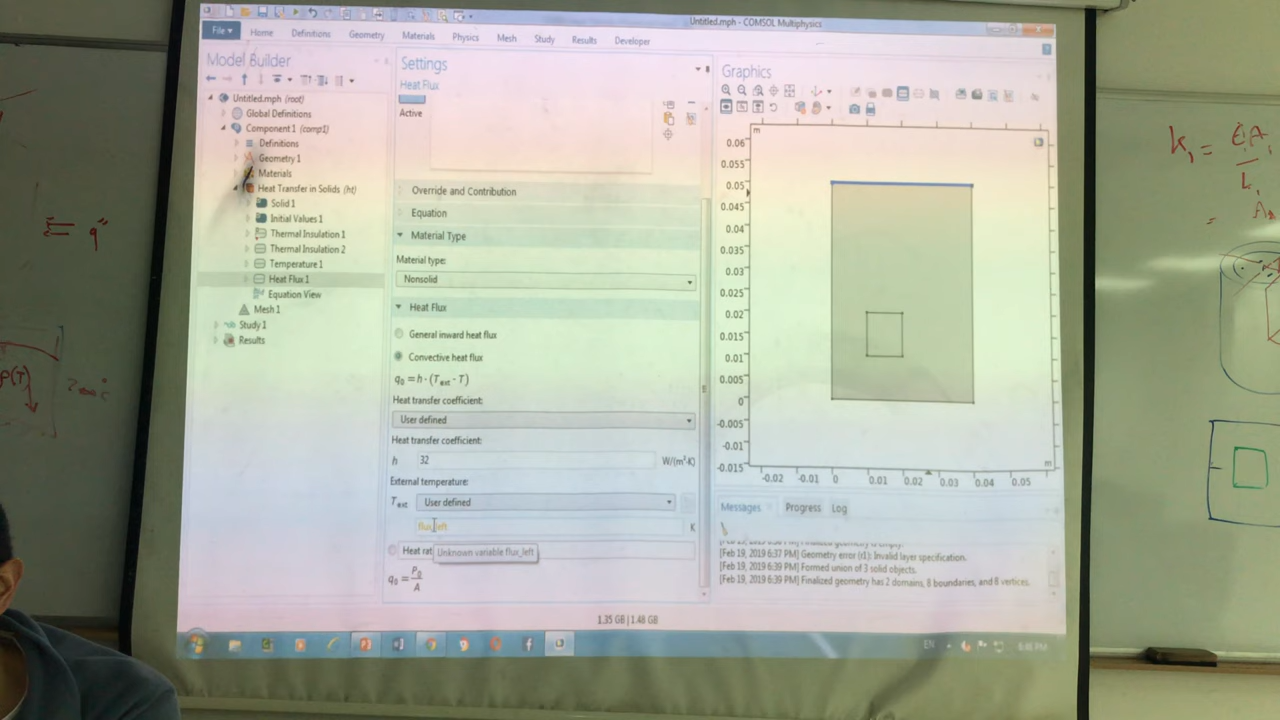 Untitled.mph - COMSOL Multiphysics
File
Home Definitions Geometry Materials Physics Mesh Study Results Developer
Model Builder
Untitled.mph (root)
Global Definitions
Component 1 (comp1)
Definitions
Geometry 1
Materials
Heat Transfer in Solids (ht)
Solid 1
Initial Values 1
Thermal Insulation 1
Thermal Insulation 2
Temperature 1
Heat Flux 1
Equation View
Mesh 1
Study 1
Results
Settings
Heat Flux
Active
Override and Contribution
Equation
Material Type
Material type:
Nonsolid
Heat Flux
General inward heat flux
Convective heat flux
q0 = h · (Text - T)
Heat transfer coefficient:
User defined
Heat transfer coefficient:
h 32 W/(m²·K)
External temperature:
Text User defined
flux_left K
Heat rat
Unknown variable flux_left
q0 = P0
A
Graphics
m
0.06
0.055
0.05
0.045
0.04
0.035
0.03
0.025
0.02
0.015
0.01
0.005
0
-0.005
-0.01
-0.015
m
-0.02 -0.01 0 0.01 0.02 0.03 0.04 0.05
Messages Progress Log
[Feb 19, 2019 6:37 PM] Geometry error (r1): Invalid layer specification.
[Feb 19, 2019 6:39 PM] Formed union of 3 solid objects.
[Feb 19, 2019 6:39 PM] Finalized geometry has 2 domains, 8 boundaries, and 8 vertices.
1.35 GB | 1.48 GB
EN
6:46 PM
q"
k1 =
=